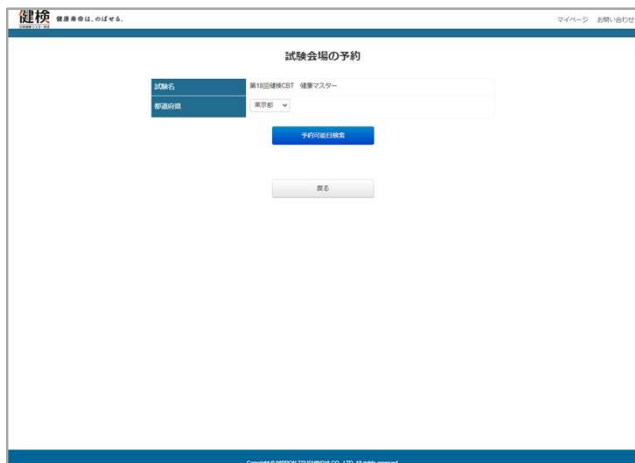 健検 健康寿命は、のばせる。
マイページ お問い合わせ
試験会場の予約
試験名 第18回健検CBT 健康マスター
都道府県 東京都
予約可能日検索
戻る